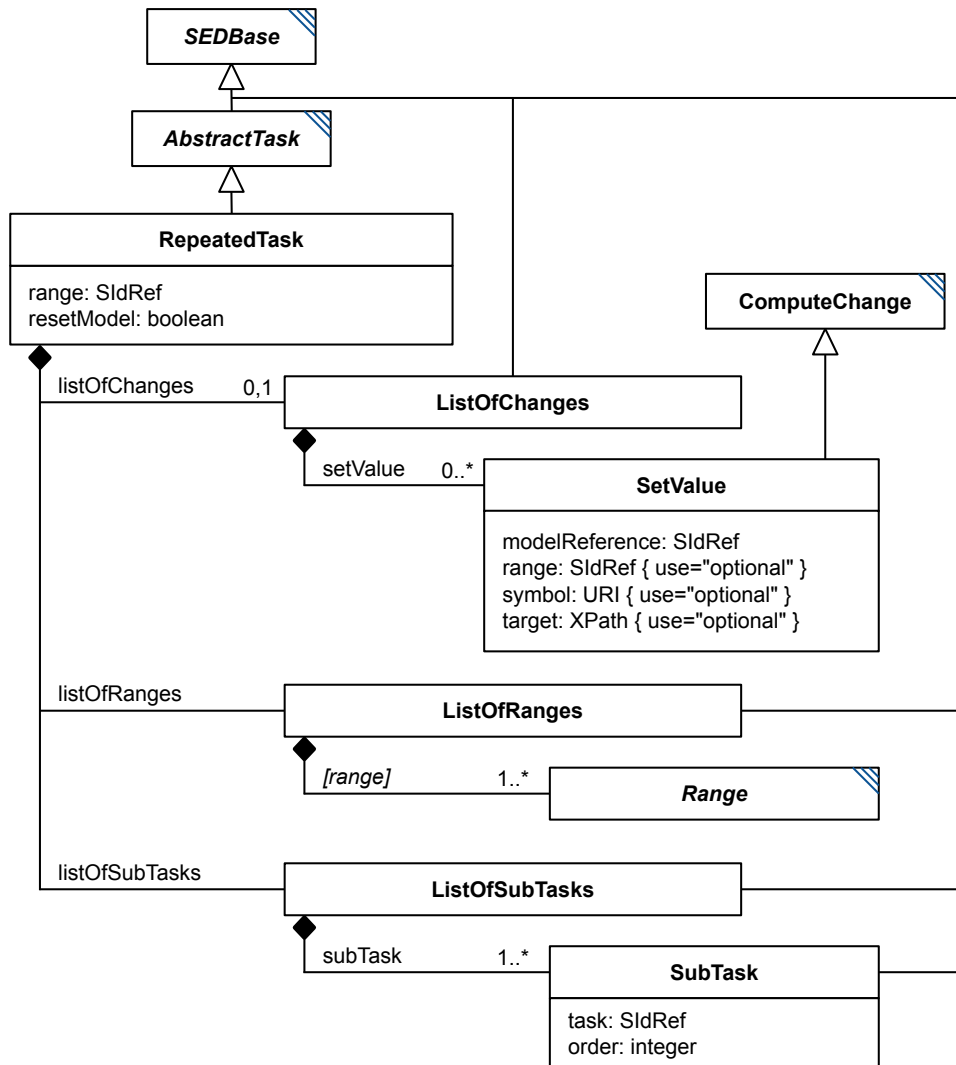 SEDBase
AbstractTask
RepeatedTask
range: SIdRef
resetModel: boolean
ComputeChange
listOfChanges
0,1
ListOfChanges
setValue
0..*
SetValue
modelReference: SIdRef
range: SIdRef { use="optional" }
symbol: URI { use="optional" }
target: XPath { use="optional" }
listOfRanges
ListOfRanges
[range]
1..*
Range
listOfSubTasks
ListOfSubTasks
subTask
1..*
SubTask
task: SIdRef
order: integer